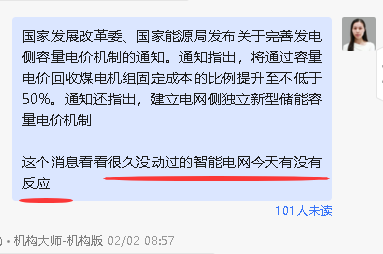 国家发展改革委、国家能源局发布关于完善发电
侧容量电价机制的通知。通知指出，将通过容量
电价回收煤电机组固定成本的比例提升至不低于
50%。通知还指出，建立电网侧独立新型储能容
量电价机制
这个消息看看很久没动过的智能电网今天有没有
反应
101人未读
机构大师-机构版 02/02 08:57